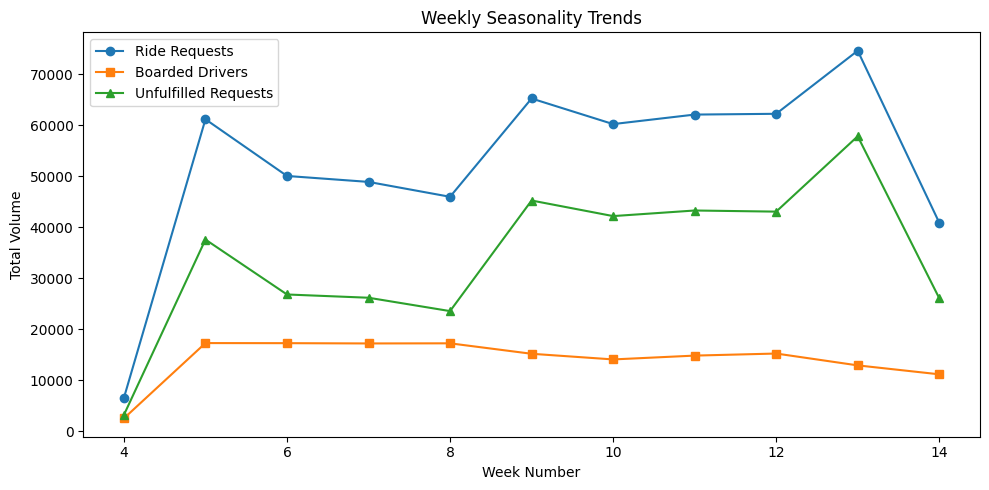 Weekly Seasonality Trends
Ride Requests
Boarded Drivers
Unfulfilled Requests
Total Volume
70000
60000
50000
40000
30000
20000
10000
0
4 6 8 10 12 14
Week Number